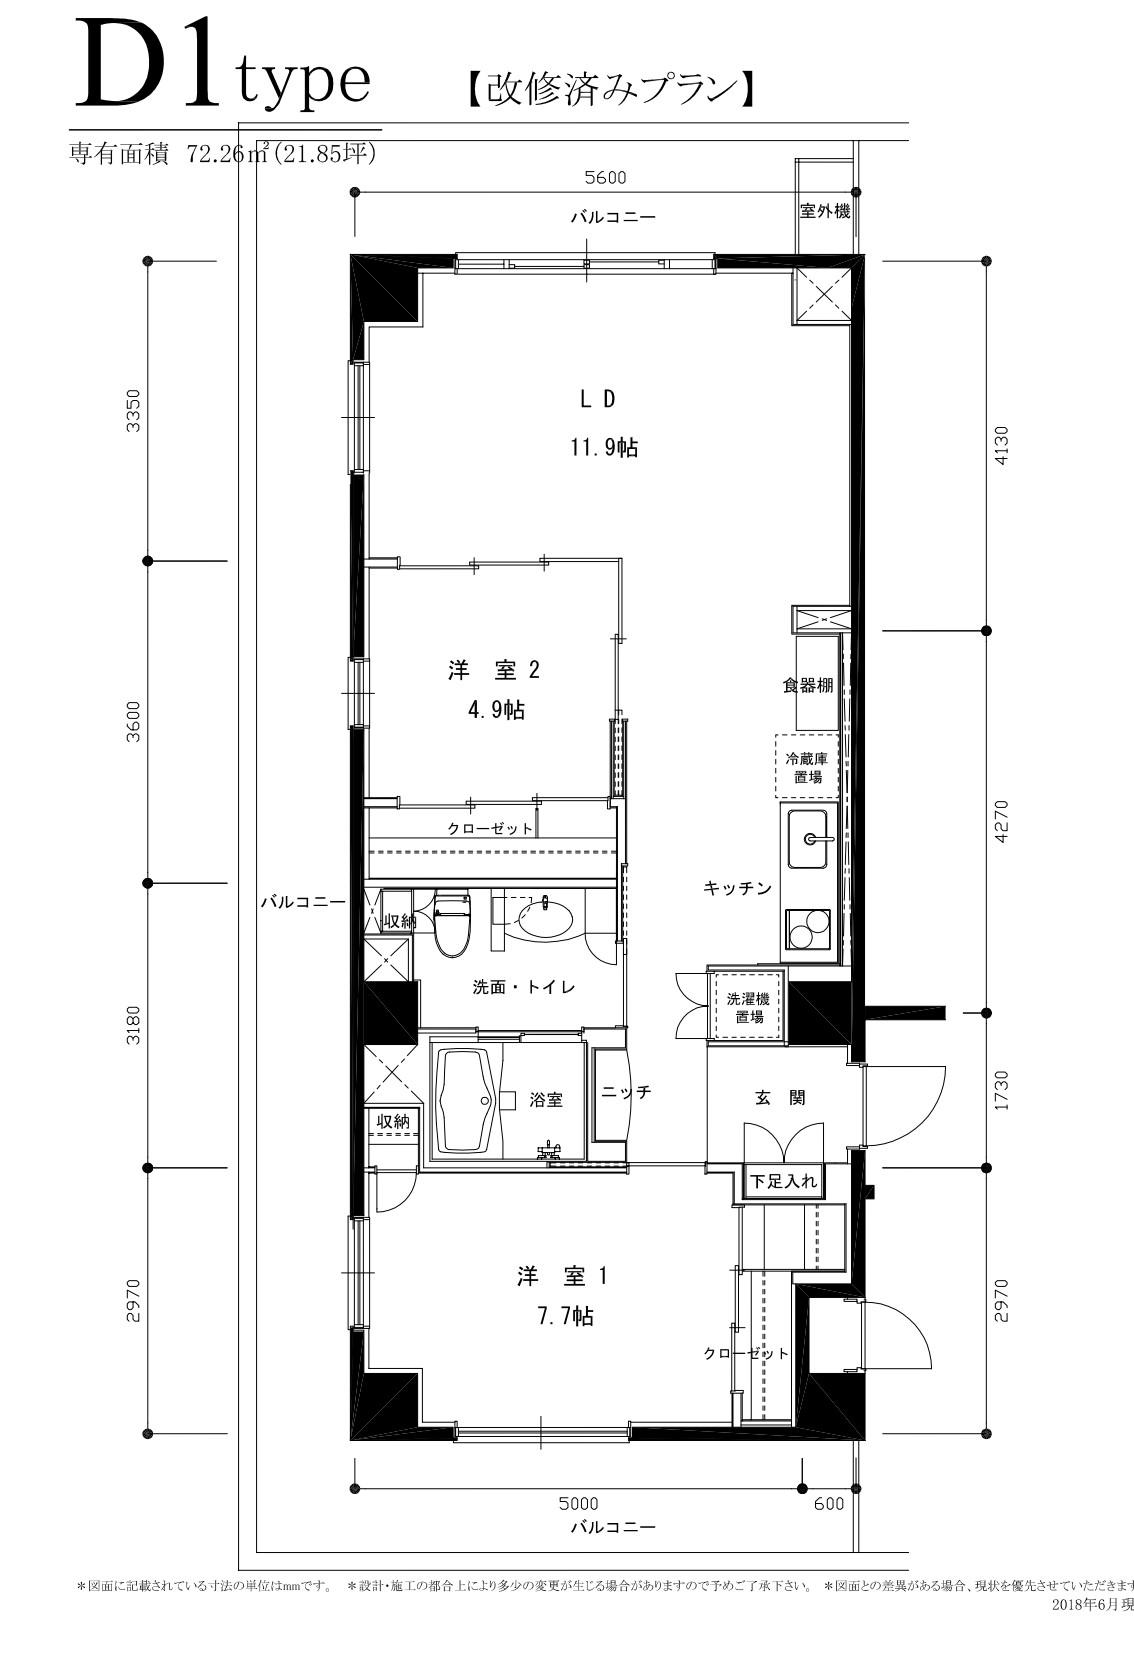 D1type
【改修済みプラン】
専有面積 72.26㎡(21.85坪)
5600
バルコニー
室外機
3350
LD
11.9帖
4130
洋 室 2
4.9帖
食器棚
冷蔵庫
置場
3600
クローゼット
4270
キッチン
バルコニー
収納
洗面・トイレ
洗濯機
置場
3180
浴室
ニッチ
玄 関
1730
収納
下足入れ
洋 室 1
7.7帖
2970
2970
クローゼット
5000
600
バルコニー
＊図面に記載されている寸法の単位はmmです。 ＊設計・施工の都合上により多少の変更が生じる場合がありますので予めご了承下さい。 ＊図面との差異がある場合、現状を優先させていただきます
2018年6月現